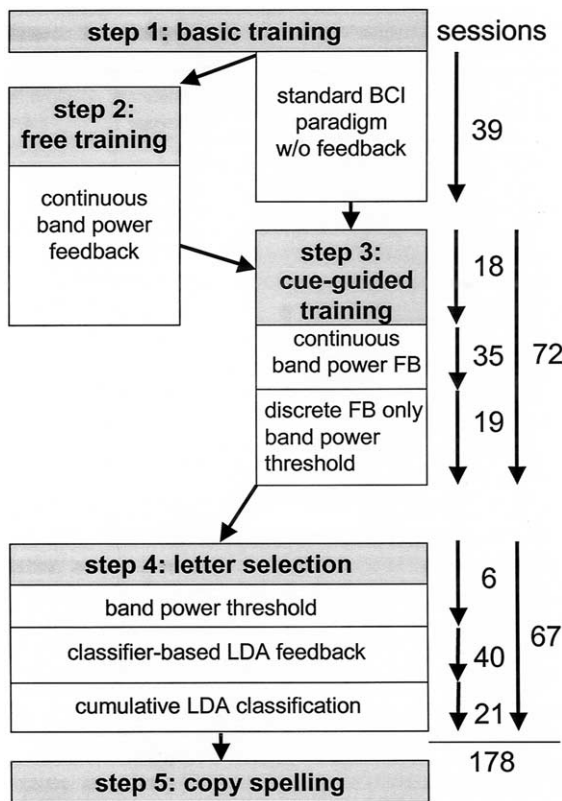 step 1: basic training
sessions
step 2:
free training
standard BCI
paradigm
w/o feedback
39
continuous
band power
feedback
step 3:
cue-guided
training
18
continuous
band power FB
35
72
discrete FB only
band power
threshold
19
step 4: letter selection
6
band power threshold
67
classifier-based LDA feedback
40
cumulative LDA classification
21
178
step 5: copy spelling